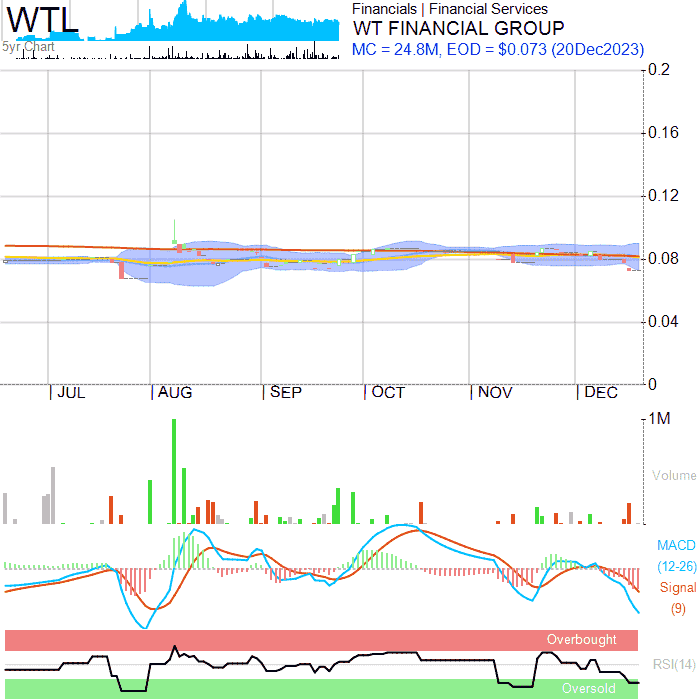 WTL
5yr Chart
Financials | Financial Services
WT FINANCIAL GROUP
MC = 24.8M, EOD = $0.073 (20Dec2023)
0.2
0.16
0.12
0.08
0.04
0
JUL AUG SEP OCT NOV DEC
1M
Volume
MACD
(12-26)
Signal
(9)
Overbought
RSI(14)
Oversold